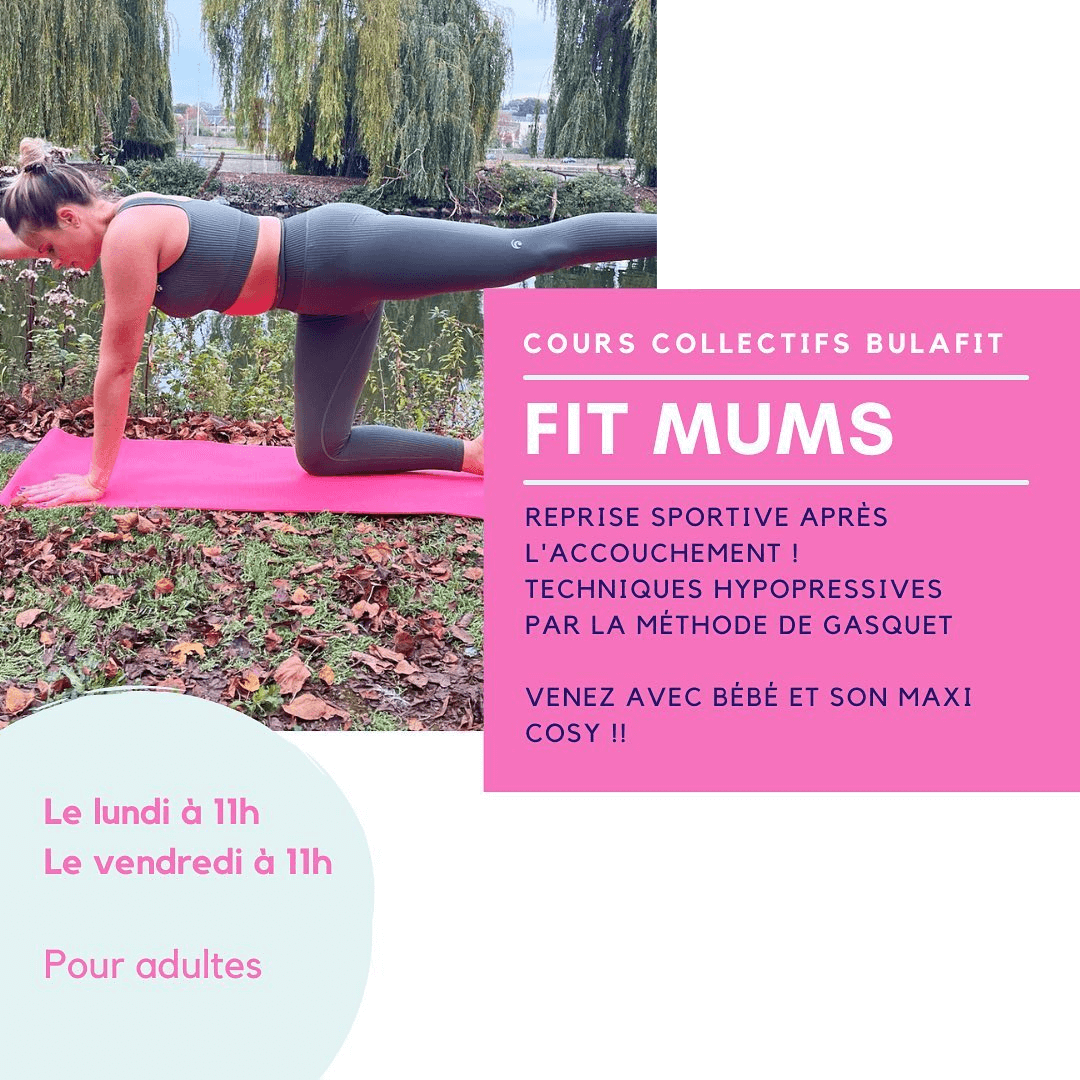 COURS COLLECTIFS BULAFIT
FIT MUMS
REPRISE SPORTIVE APRÈS
L'ACCOUCHEMENT !
TECHNIQUES HYPOPRESSIVES
PAR LA MÉTHODE DE GASQUET
VENEZ AVEC BÉBÉ ET SON MAXI
COSY !!
Le lundi à 11h
Le vendredi à 11h
Pour adultes